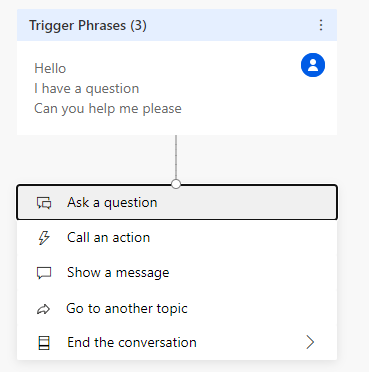 Trigger Phrases (3)
Hello
I have a question
Can you help me please
Ask a question
Call an action
Show a message
Go to another topic
End the conversation